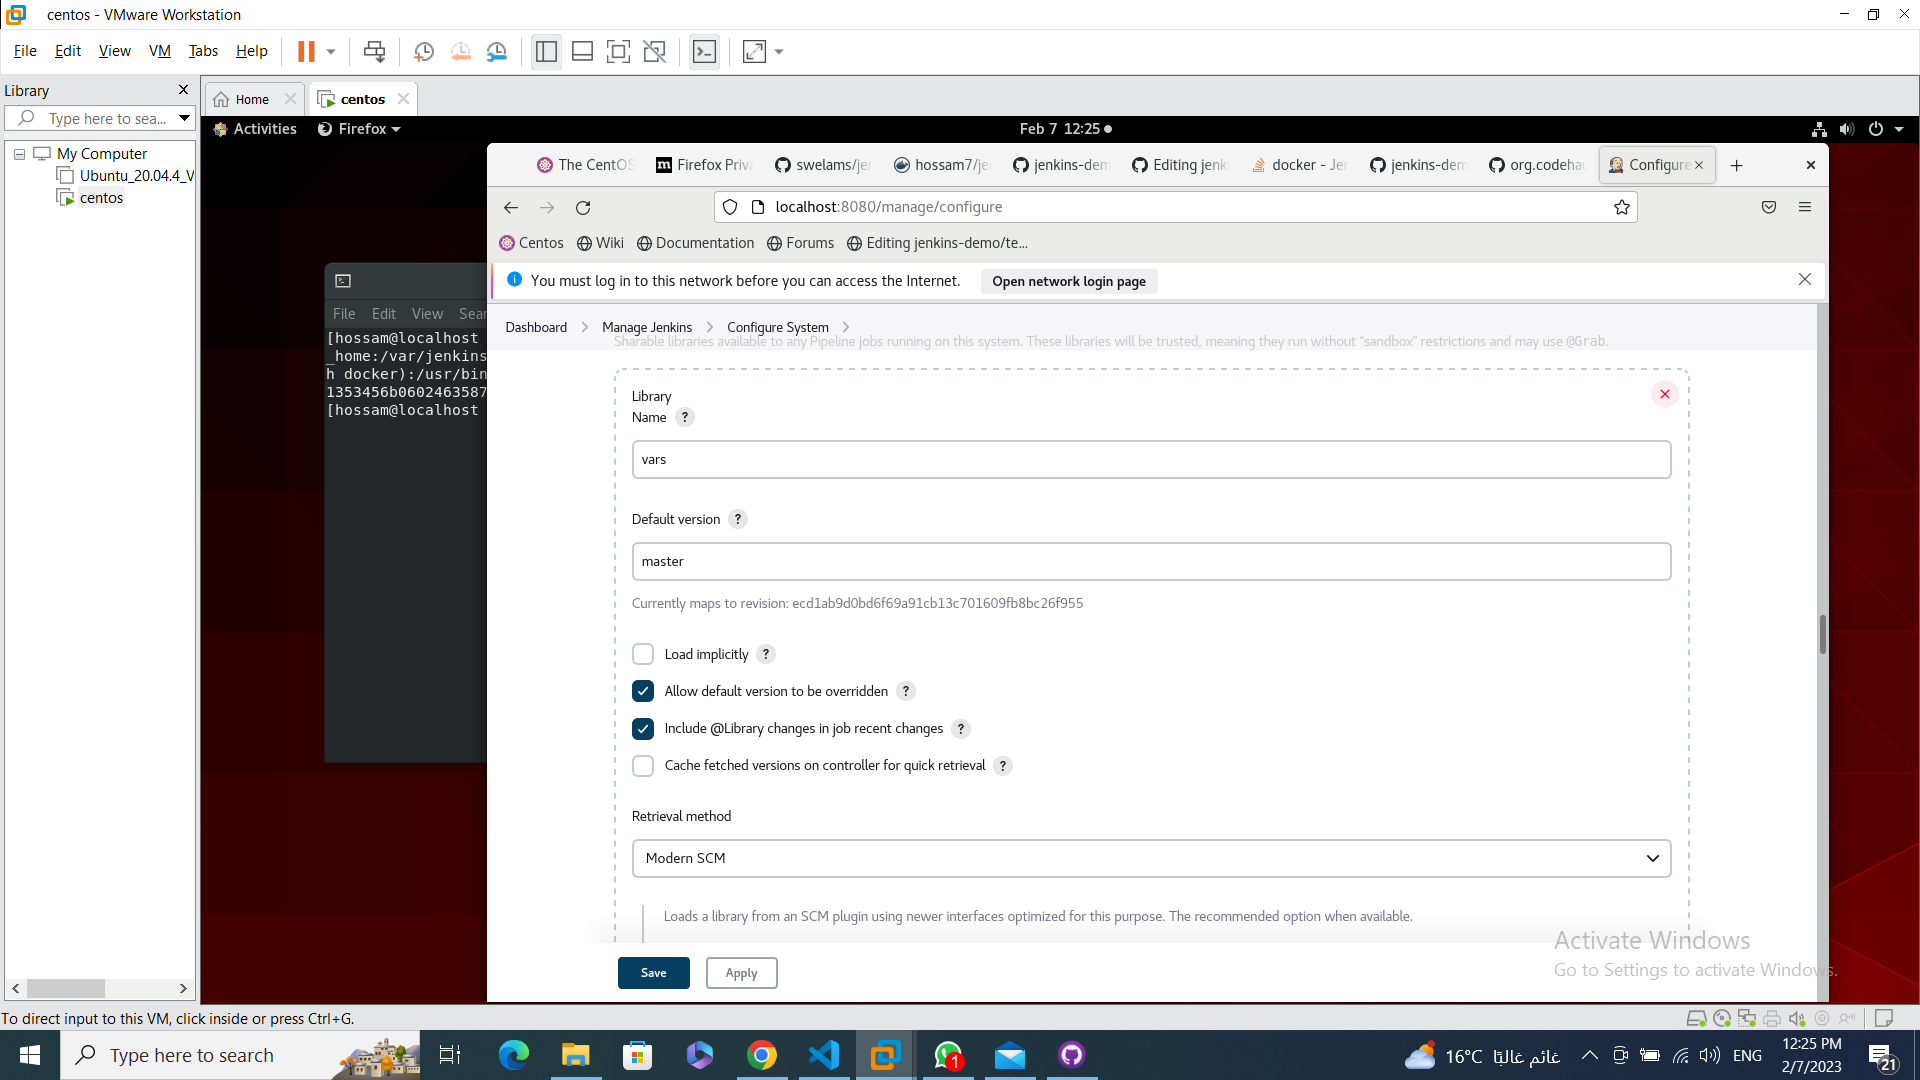 centos - VMware Workstation
File Edit View VM Tabs Help
Library
Type here to sea...
My Computer
Ubuntu_20.04.4_V
centos
Home
centos
Activities
Firefox
Feb 7 12:25
The CentOS
Firefox Priva
swelams/jen
hossam7/je
jenkins-dem
Editing jenk
docker - Jen
jenkins-dem
org.codehau
Configure
localhost:8080/manage/configure
Centos
Wiki
Documentation
Forums
Editing jenkins-demo/te...
You must log in to this network before you can access the Internet.
Open network login page
File Edit View Sear
[hossam@localhost
_home:/var/jenkins
h docker):/usr/bin
1353456b0602463587
[hossam@localhost
Dashboard
Manage Jenkins
Configure System
Sharable libraries available to any Pipeline jobs running on this system. These libraries will be trusted, meaning they run without “sandbox” restrictions and may use @Grab.
Library
Name ?
vars
Default version ?
master
Currently maps to revision: ecd1ab9d0bd6f69a91cb13c701609fb8bc26f955
Load implicitly ?
Allow default version to be overridden ?
Include @Library changes in job recent changes ?
Cache fetched versions on controller for quick retrieval ?
Retrieval method
Modern SCM
Loads a library from an SCM plugin using newer interfaces optimized for this purpose. The recommended option when available.
Save
Apply
Activate Windows
Go to Settings to activate Windows.
To direct input to this VM, click inside or press Ctrl+G.
Type here to search
1
16°C غائم غالبًا
ENG
12:25 PM
2/7/2023
21